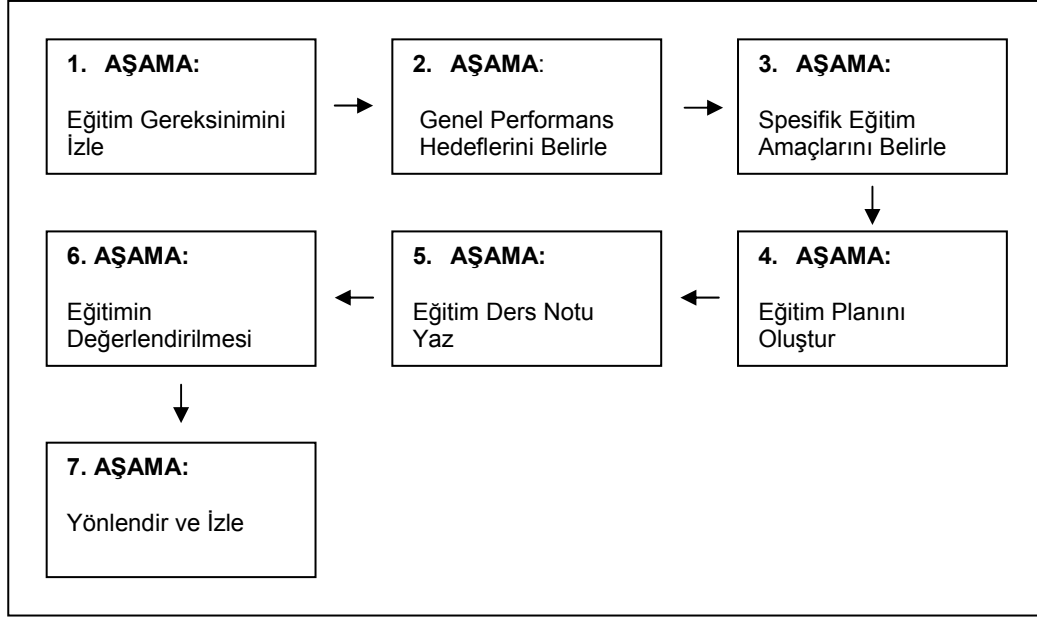 1. AŞAMA:
Eğitim Gereksinimini
İzle
2. AŞAMA:
Genel Performans
Hedeflerini Belirle
3. AŞAMA:
Spesifik Eğitim
Amaçlarını Belirle
4. AŞAMA:
Eğitim Planını
Oluştur
5. AŞAMA:
Eğitim Ders Notu
Yaz
6. AŞAMA:
Eğitimin
Değerlendirilmesi
7. AŞAMA:
Yönlendir ve İzle